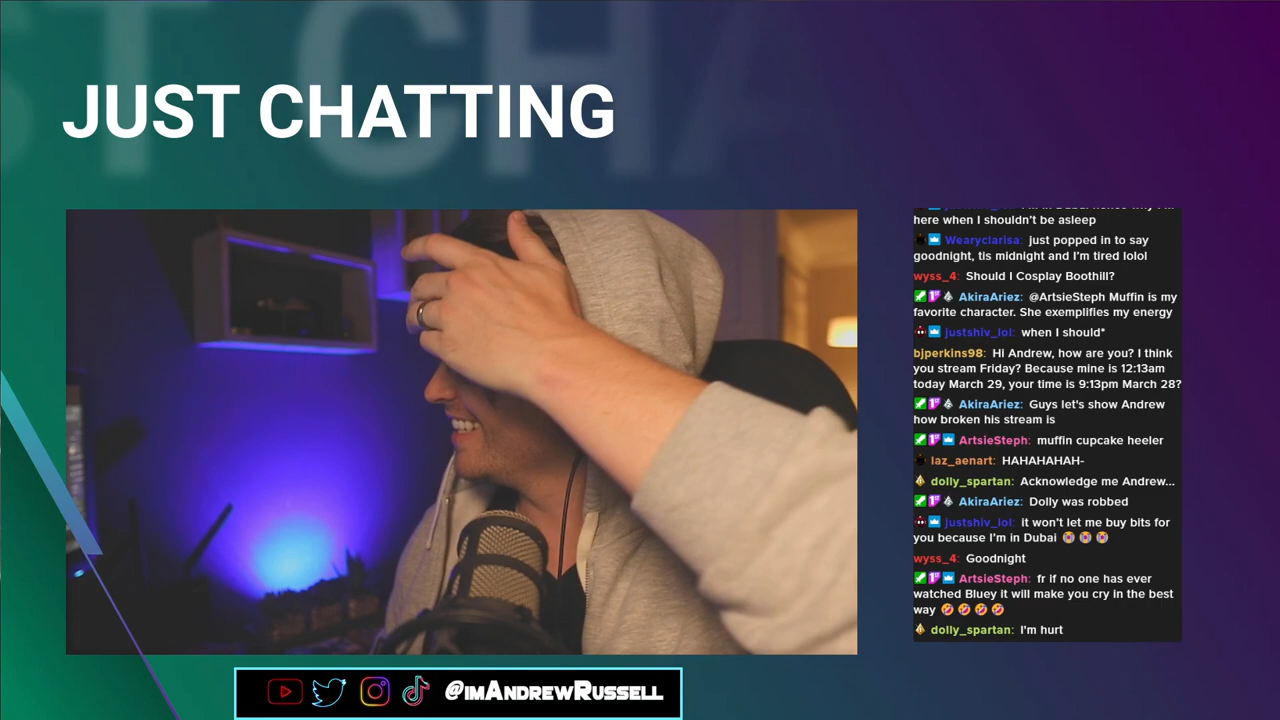 ST CHA
JUST CHATTING
here when I shouldn't be asleep
Wearyclarisa: just popped in to say
goodnight, tis midnight and I'm tired lolol
wyss_4: Should I Cosplay Boothill?
AkiraAriez: @ArtsieSteph Muffin is my
favorite character. She exemplifies my energy
justshiv_lol: when I should*
bjperkins98: Hi Andrew, how are you? I think
you stream Friday? Because mine is 12:13am
today March 29, your time is 9:13pm March 28?
AkiraAriez: Guys let's show Andrew
how broken his stream is
ArtsieSteph: muffin cupcake heeler
laz_aenart: HAHAHAHAH-
dolly_spartan: Acknowledge me Andrew...
AkiraAriez: Dolly was robbed
justshiv_lol: it won't let me buy bits for
you because I'm in Dubai 😭 😭 😭
wyss_4: Goodnight
ArtsieSteph: fr if no one has ever
watched Bluey it will make you cry in the best
way 🤣 🤣 🤣 🤣
dolly_spartan: I'm hurt
@imAndrewRussell